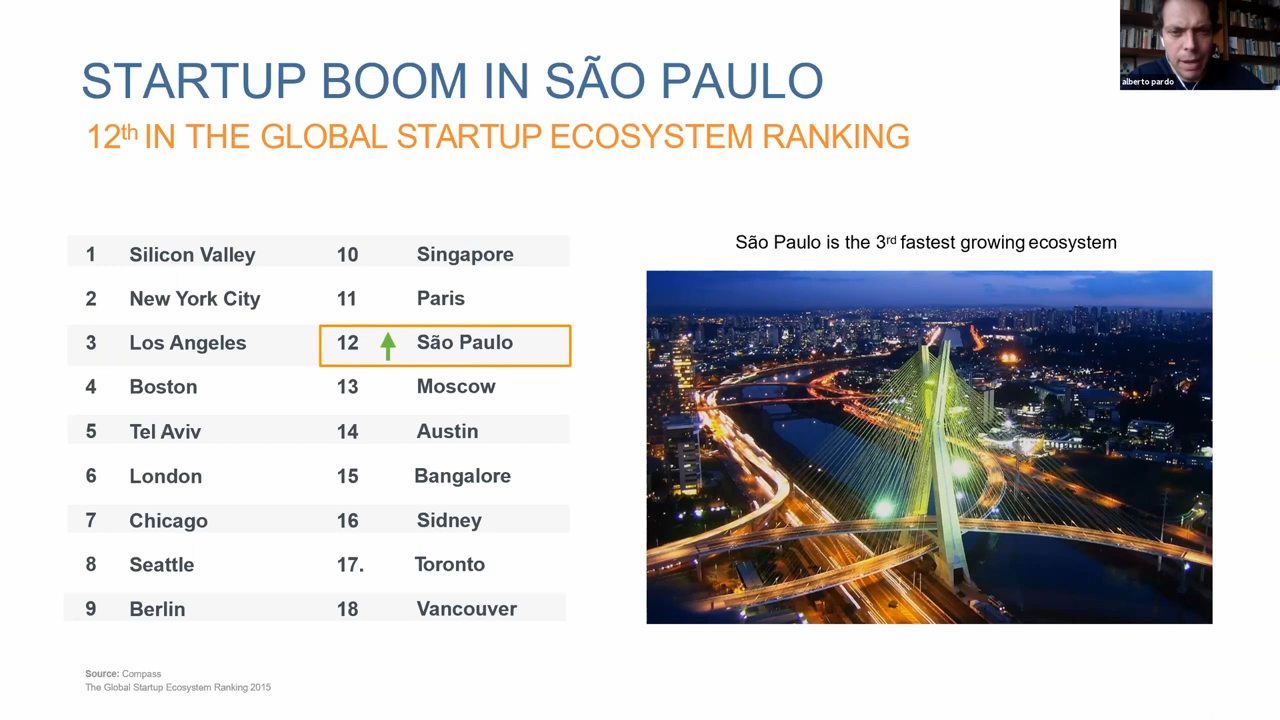 STARTUP BOOM IN SÃO PAULO
12th IN THE GLOBAL STARTUP ECOSYSTEM RANKING
alberto pardo
1 Silicon Valley 10 Singapore
2 New York City 11 Paris
3 Los Angeles 12 São Paulo
4 Boston 13 Moscow
5 Tel Aviv 14 Austin
6 London 15 Bangalore
7 Chicago 16 Sidney
8 Seattle 17. Toronto
9 Berlin 18 Vancouver
São Paulo is the 3rd fastest growing ecosystem
Source: Compass
The Global Startup Ecosystem Ranking 2015